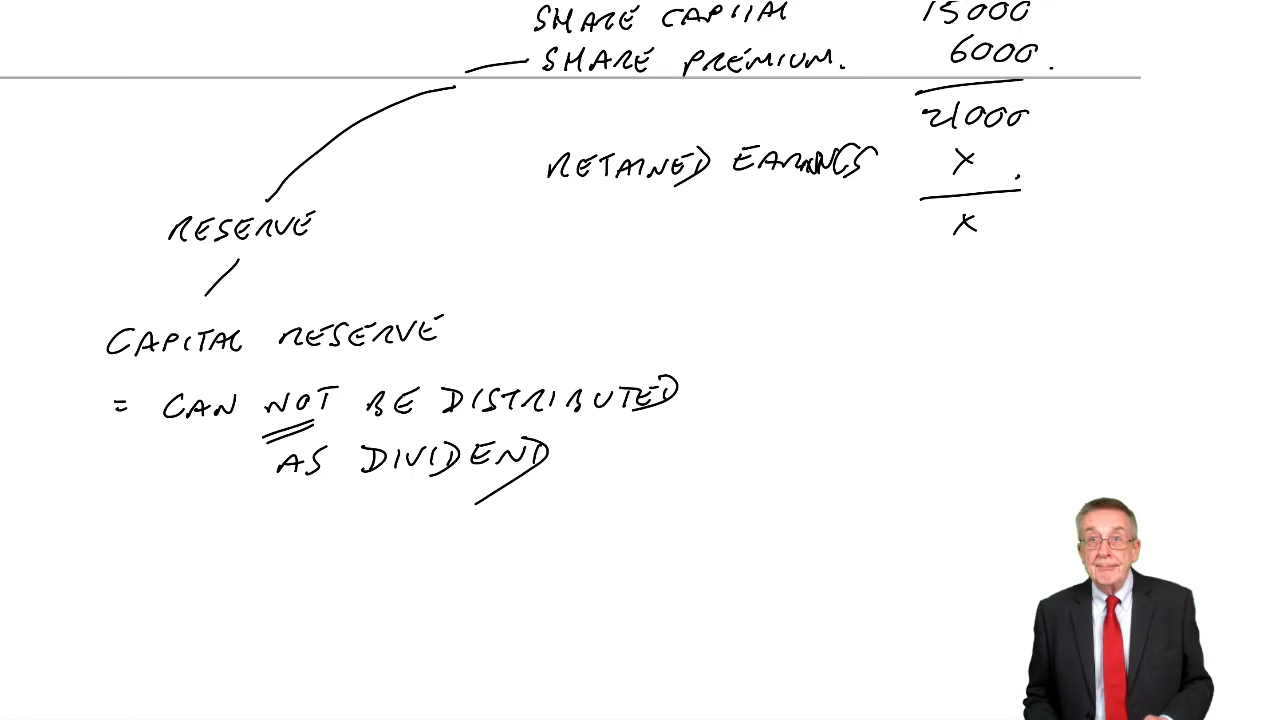 SHARE CAPITAL 15000
SHARE PREMIUM. 6000.
21000
RETAINED EARNINGS X.
X
RESERVE
CAPITAL RESERVE
= CAN NOT BE DISTRIBUTED
AS DIVIDEND